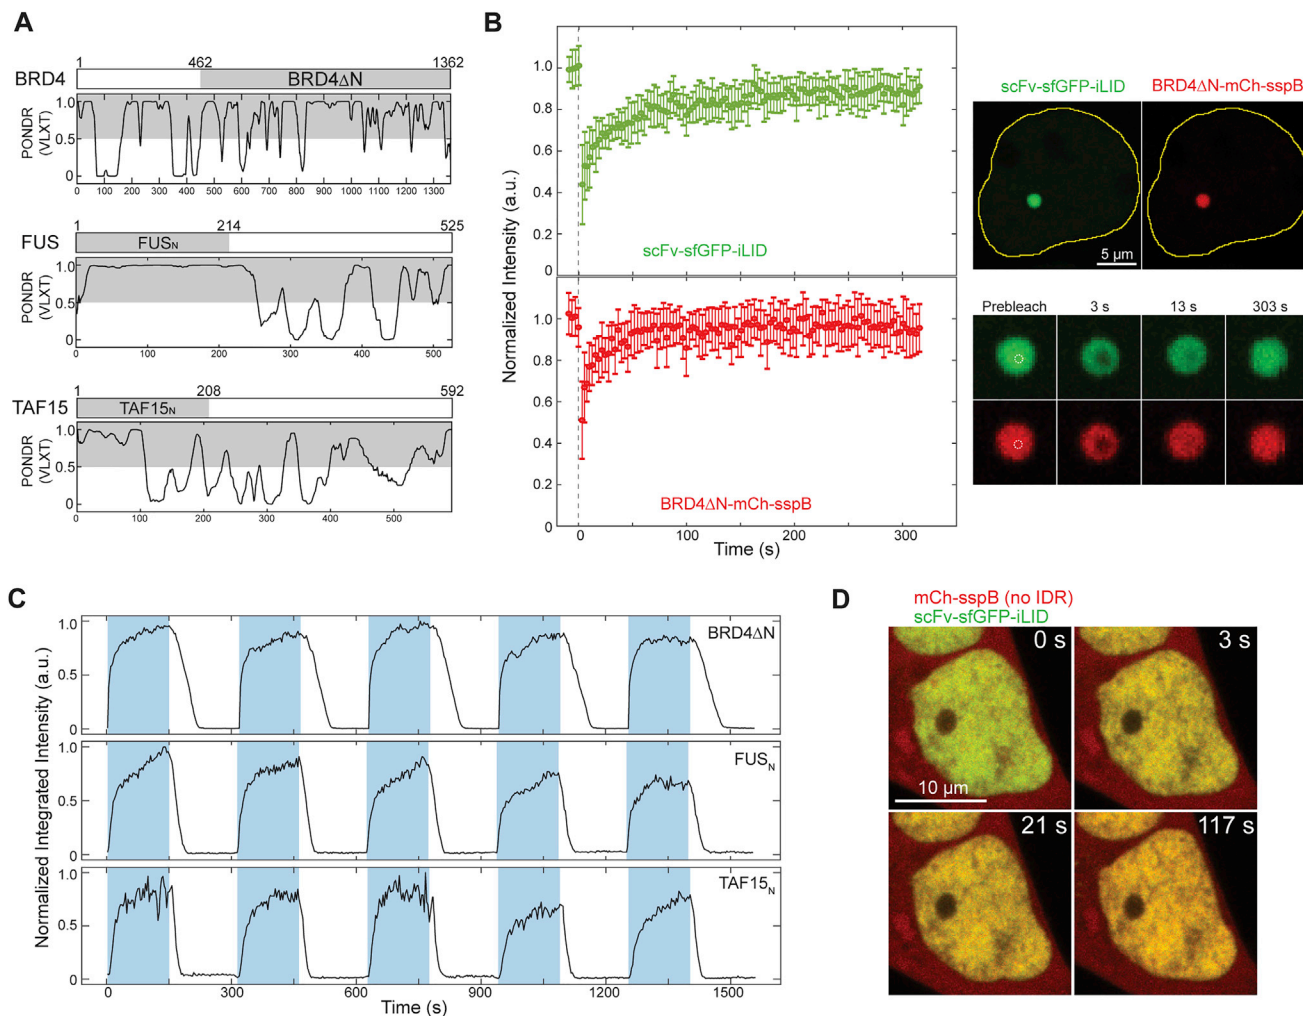 A
1 462 1362
BRD4 BRD4ΔN
PONDR
(VLXT)
1.0
0.5
0
0 100 200 300 400 500 600 700 800 900 1000 1100 1200 1300
1 214 525
FUS FUSN
PONDR
(VLXT)
1.0
0.5
0
0 100 200 300 400 500
1 208 592
TAF15 TAF15N
PONDR
(VLXT)
1.0
0.5
0
0 100 200 300 400 500
B
Normalized Intensity (a.u.)
1.0
0.8
0.6
0.4
0.2
0
scFv-sfGFP-iLID
1.0
0.8
0.6
0.4
0.2
0
BRD4ΔN-mCh-sspB
0 100 200 300
Time (s)
scFv-sfGFP-iLID BRD4ΔN-mCh-sspB
5 µm
Prebleach 3 s 13 s 303 s
C
Normalized Integrated Intensity (a.u.)
1.0
0.5
0
BRD4ΔN
1.0
0.5
0
FUSN
1.0
0.5
0
TAF15N
0 300 600 900 1200 1500
Time (s)
D
mCh-sspB (no IDR)
scFv-sfGFP-iLID
0 s 3 s
10 µm
21 s 117 s